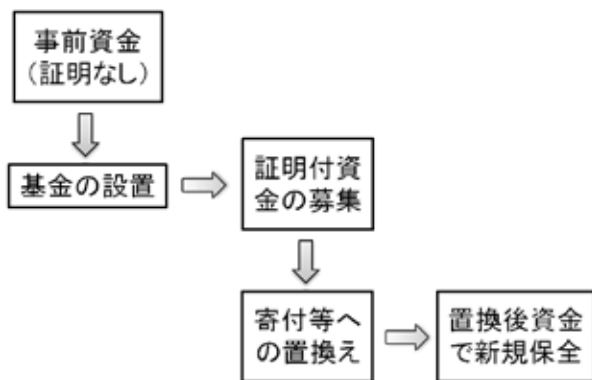 事前資金
（証明なし）
基金の設置
証明付資
金の募集
寄付等へ
の置換え
置換後資金
で新規保全